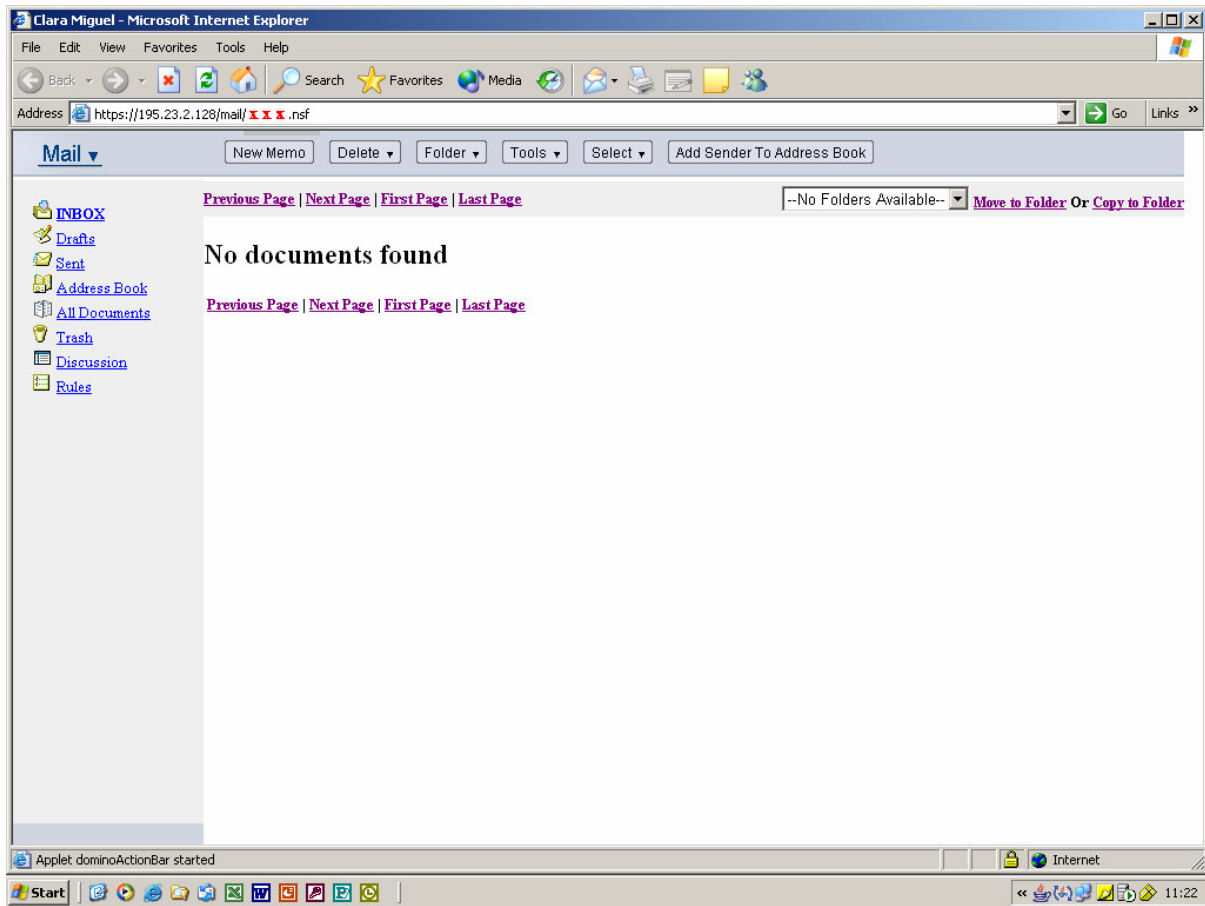 Clara Miguel - Microsoft Internet Explorer
File Edit View Favorites Tools Help
Back Search Favorites Media
Address https://195.23.2.128/mail/ x x x .nsf Go Links »
Mail New Memo Delete Folder Tools Select Add Sender To Address Book
Previous Page | Next Page | First Page | Last Page --No Folders Available-- Move to Folder Or Copy to Folder
INBOX
Drafts
No documents found
Sent
Address Book
Previous Page | Next Page | First Page | Last Page
All Documents
Trash
Discussion
Rules
Applet dominoActionBar started Internet
Start « 11:22